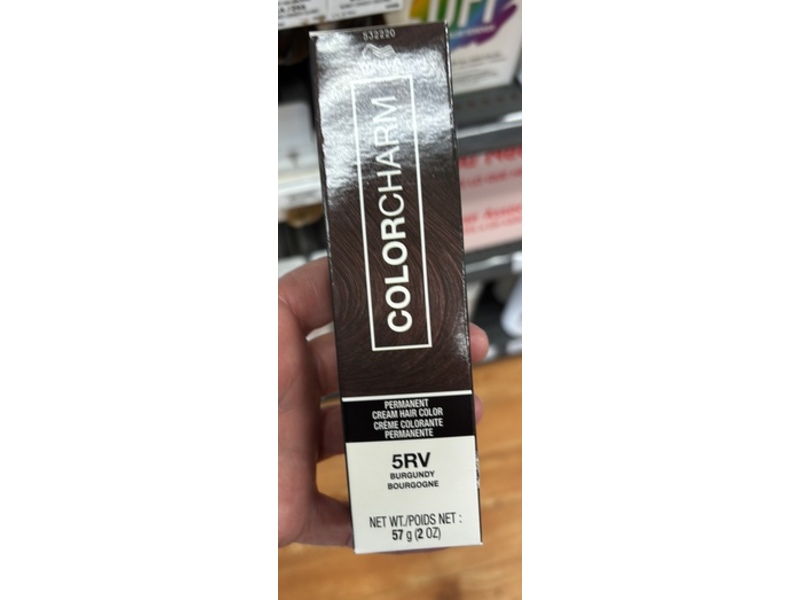 532220
WELLA
COLORCHARM
PERMANENT
CREAM HAIR COLOR
CRÈME COLORANTE
PERMANENTE
5RV
BURGUNDY
BOURGOGNE
NET WT./POIDS NET :
57 g (2 OZ)